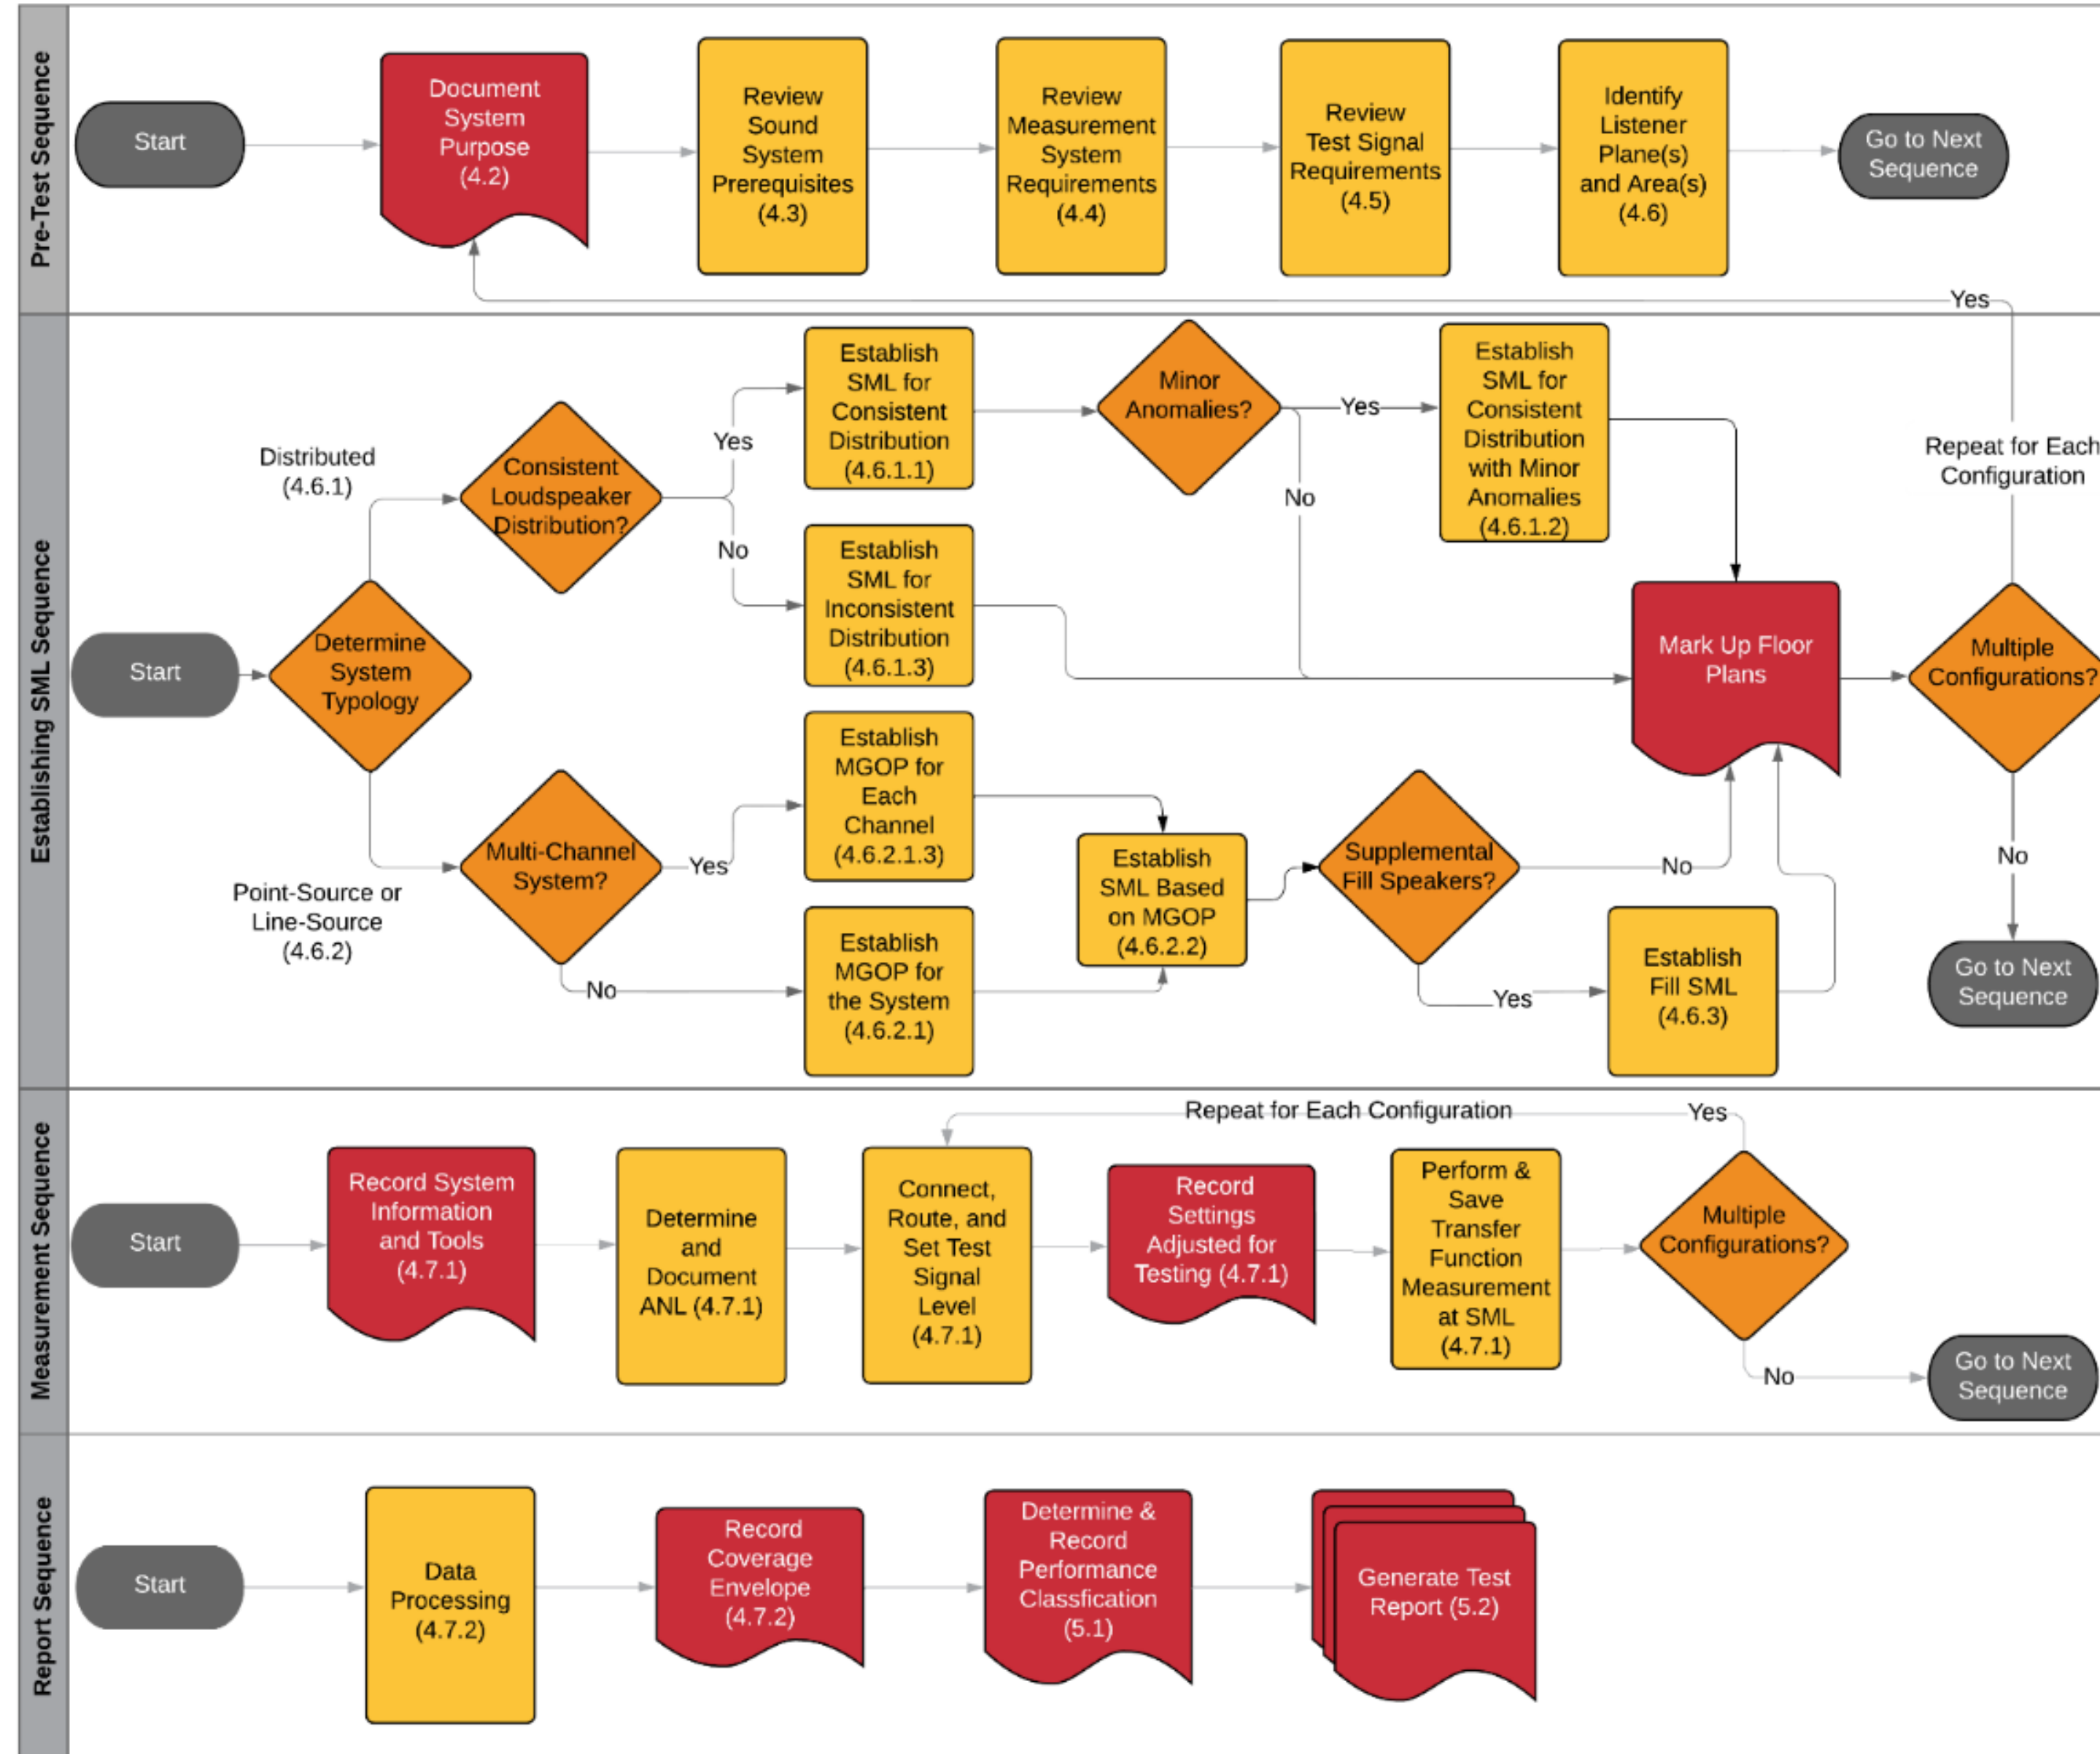 Pre-Test Sequence
Start
Document
System
Purpose
(4.2)
Review
Sound
System
Prerequisites
(4.3)
Review
Measurement
System
Requirements
(4.4)
Review
Test Signal
Requirements
(4.5)
Identify
Listener
Plane(s)
and Area(s)
(4.6)
Go to Next
Sequence
Yes
Repeat for Each
Configuration
Establishing SML Sequence
Start
Determine
System
Typology
Distributed
(4.6.1)
Consistent
Loudspeaker
Distribution?
Yes
No
Establish
SML for
Consistent
Distribution
(4.6.1.1)
Minor
Anomalies?
Yes
No
Establish
SML for
Consistent
Distribution
with Minor
Anomalies
(4.6.1.2)
Establish
SML for
Inconsistent
Distribution
(4.6.1.3)
Mark Up Floor
Plans
Multiple
Configurations?
No
Go to Next
Sequence
Point-Source or
Line-Source
(4.6.2)
Multi-Channel
System?
Yes
No
Establish
MGOP for
Each
Channel
(4.6.2.1.3)
Establish
MGOP for
the System
(4.6.2.1)
Establish
SML Based
on MGOP
(4.6.2.2)
Supplemental
Fill Speakers?
No
Yes
Establish
Fill SML
(4.6.3)
Measurement Sequence
Start
Record System
Information
and Tools
(4.7.1)
Determine
and
Document
ANL (4.7.1)
Connect,
Route, and
Set Test
Signal
Level
(4.7.1)
Record
Settings
Adjusted for
Testing (4.7.1)
Perform &
Save
Transfer
Function
Measurement
at SML
(4.7.1)
Multiple
Configurations?
Repeat for Each Configuration
Yes
No
Go to Next
Sequence
Report Sequence
Start
Data
Processing
(4.7.2)
Record
Coverage
Envelope
(4.7.2)
Determine &
Record
Performance
Classfication
(5.1)
Generate Test
Report (5.2)